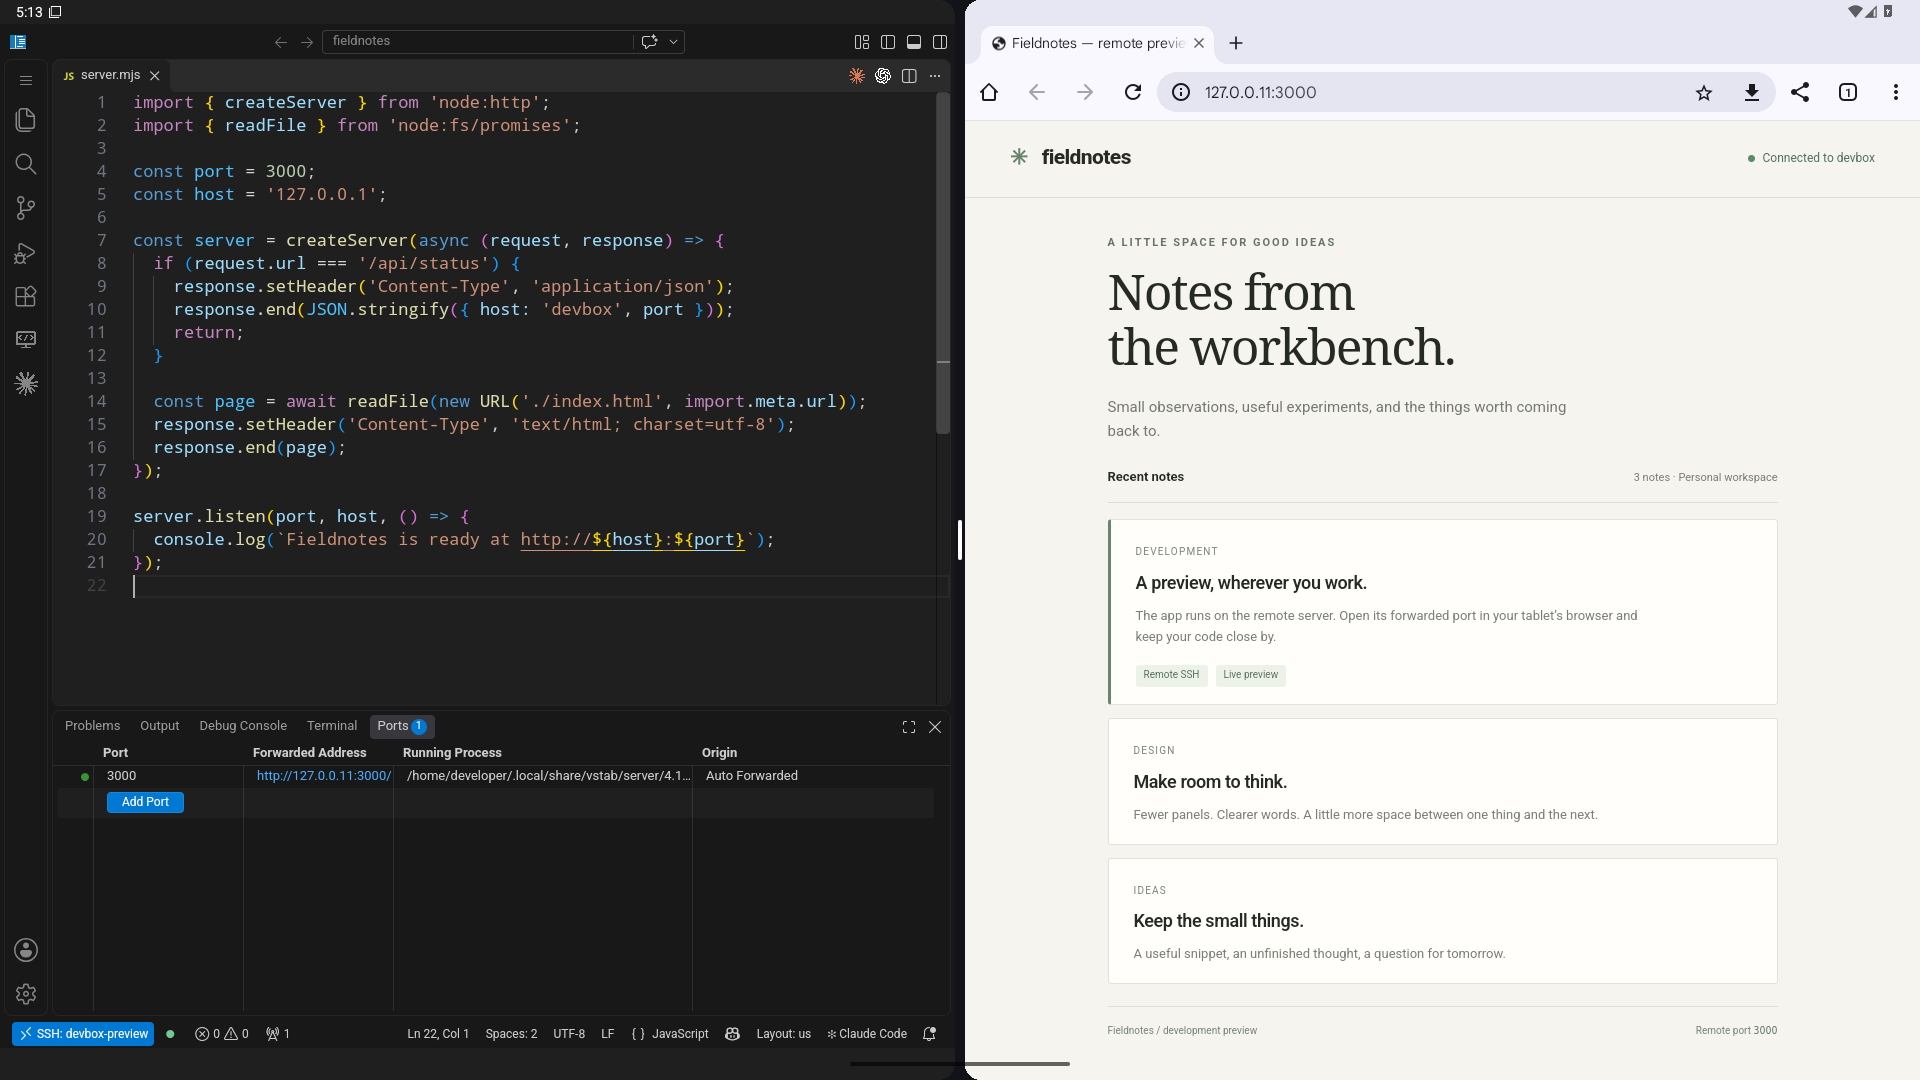 5:13
fieldnotes
JS server.mjs
1 import { createServer } from 'node:http';
2 import { readFile } from 'node:fs/promises';
3
4 const port = 3000;
5 const host = '127.0.0.1';
6
7 const server = createServer(async (request, response) => {
8   if (request.url === '/api/status') {
9     response.setHeader('Content-Type', 'application/json');
10     response.end(JSON.stringify({ host: 'devbox', port }));
11     return;
12   }
13
14   const page = await readFile(new URL('./index.html', import.meta.url));
15   response.setHeader('Content-Type', 'text/html; charset=utf-8');
16   response.end(page);
17 });
18
19 server.listen(port, host, () => {
20   console.log(`Fieldnotes is ready at http://${host}:${port}`);
21 });
22
Problems Output Debug Console Terminal Ports 1
Port Forwarded Address Running Process Origin
3000 http://127.0.0.11:3000/ /home/developer/.local/share/vstab/server/4.1... Auto Forwarded
Add Port
SSH: devbox-preview 0 0 1 Ln 22, Col 1 Spaces: 2 UTF-8 LF { } JavaScript Layout: us Claude Code
Fieldnotes — remote previe
127.0.0.11:3000
1
fieldnotes
Connected to devbox
A LITTLE SPACE FOR GOOD IDEAS
Notes from
the workbench.
Small observations, useful experiments, and the things worth coming
back to.
Recent notes
3 notes · Personal workspace
DEVELOPMENT
A preview, wherever you work.
The app runs on the remote server. Open its forwarded port in your tablet's browser and
keep your code close by.
Remote SSH Live preview
DESIGN
Make room to think.
Fewer panels. Clearer words. A little more space between one thing and the next.
IDEAS
Keep the small things.
A useful snippet, an unfinished thought, a question for tomorrow.
Fieldnotes / development preview
Remote port 3000